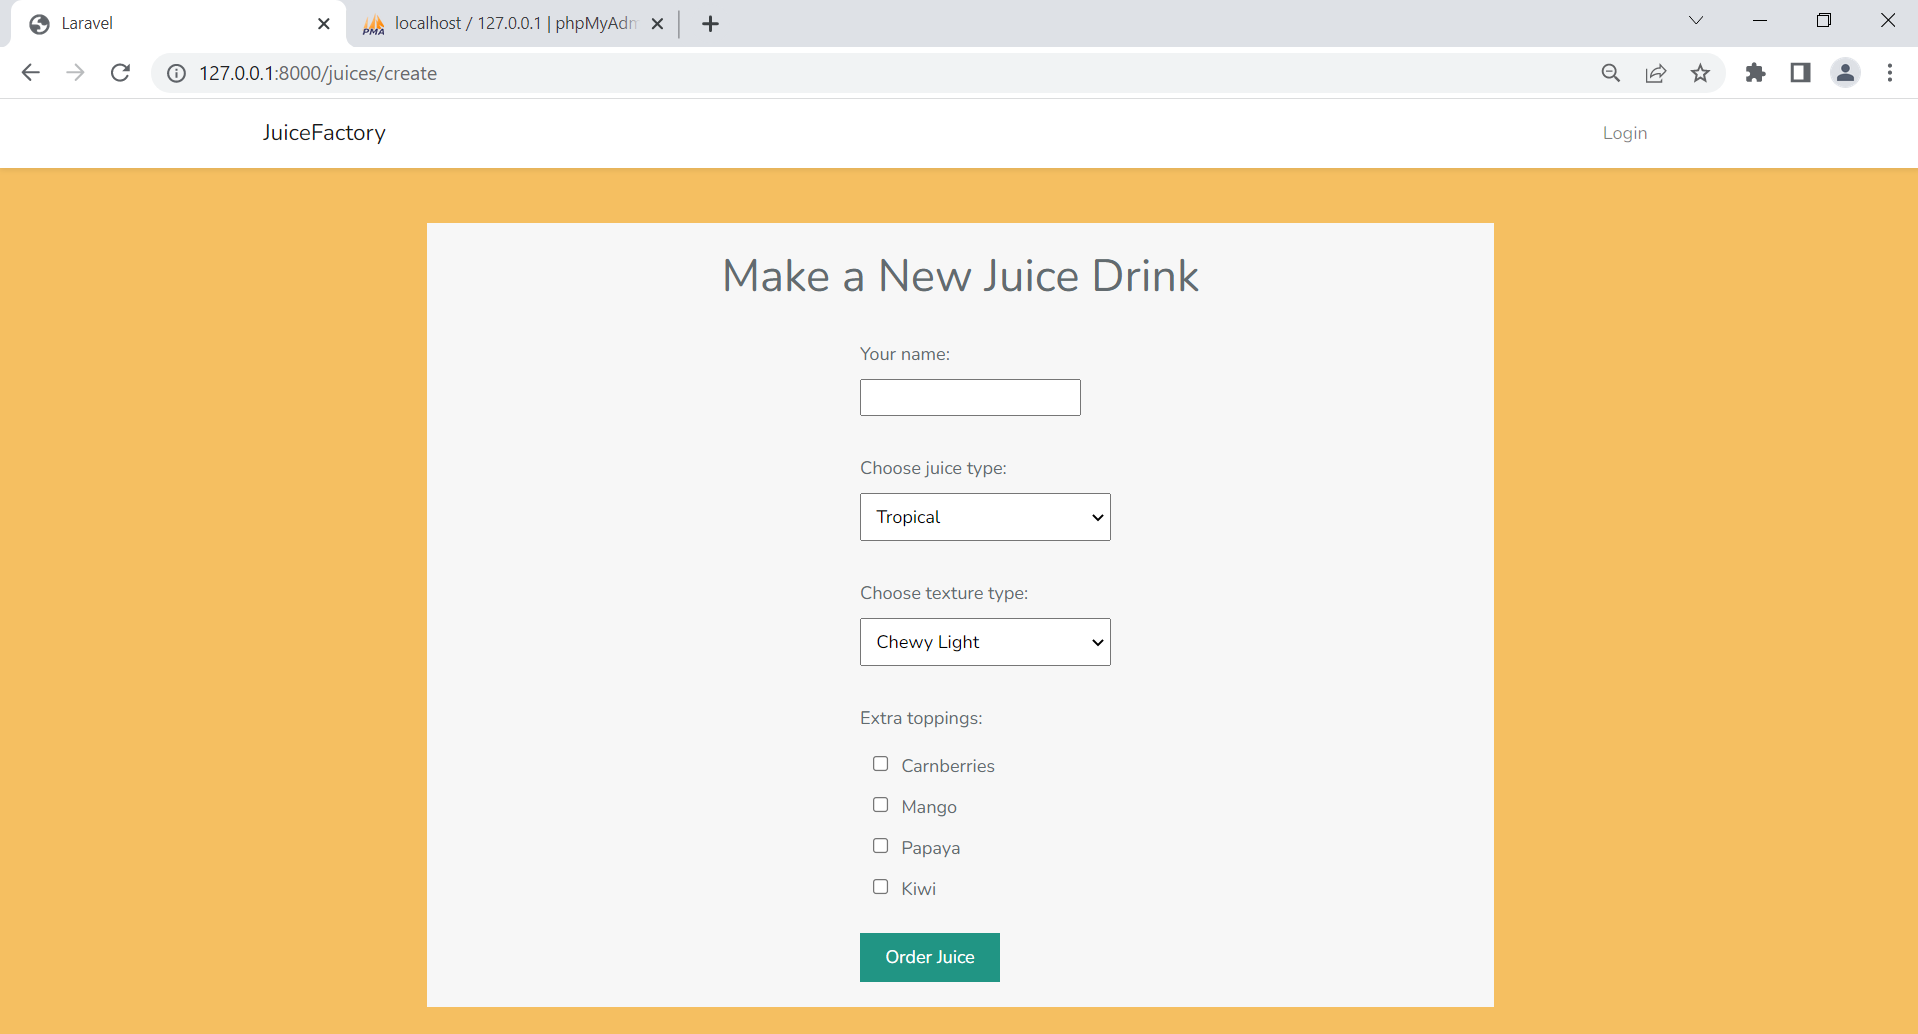 Laravel
localhost / 127.0.0.1 | phpMyAdm
PMA
127.0.0.1:8000/juices/create
JuiceFactory
Login
Make a New Juice Drink
Your name:
Choose juice type:
Tropical
Choose texture type:
Chewy Light
Extra toppings:
Carnberries
Mango
Papaya
Kiwi
Order Juice